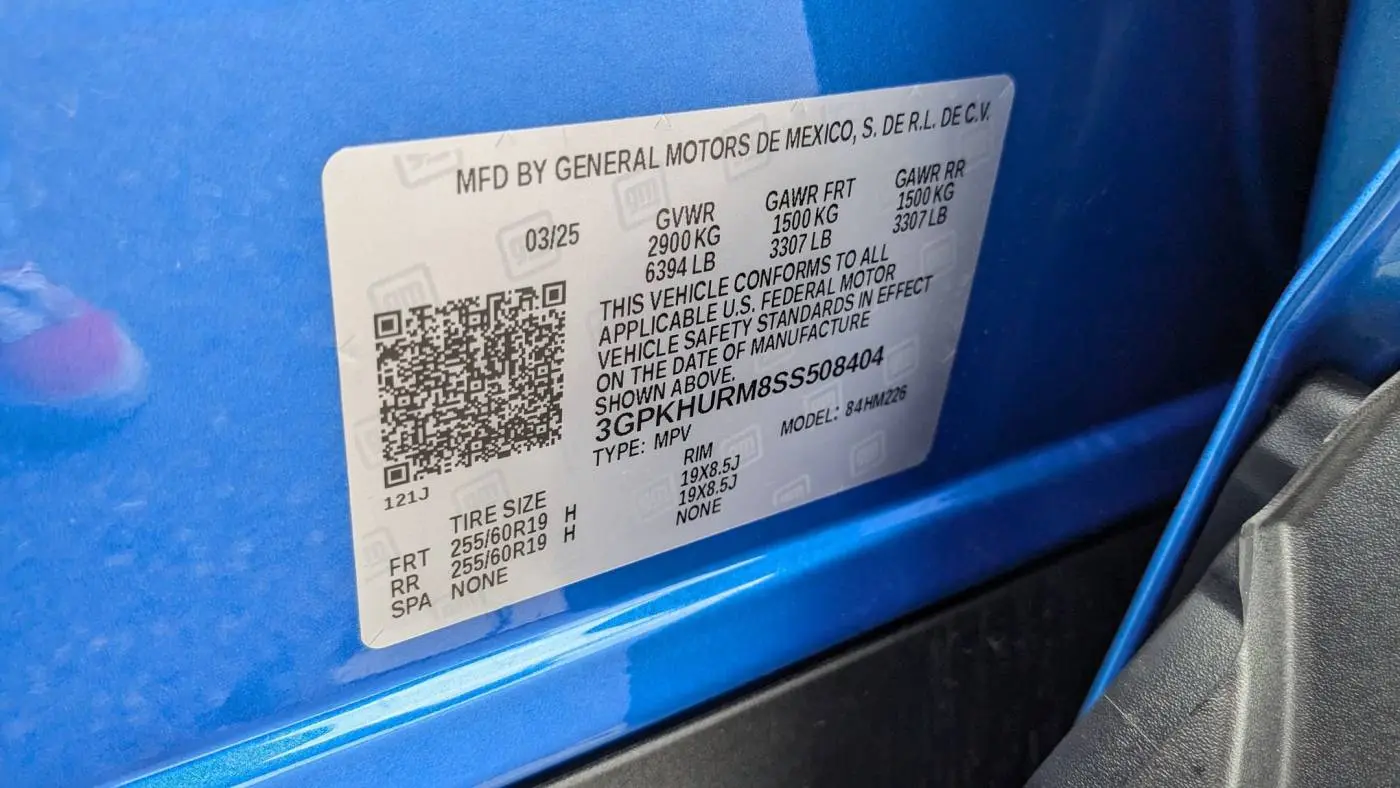 MFD BY GENERAL MOTORS DE MEXICO, S. DE R.L. DE C.V.
03/25
GVWR
2900 KG
6394 LB
GAWR FRT
1500 KG
3307 LB
GAWR RR
1500 KG
3307 LB
THIS VEHICLE CONFORMS TO ALL
APPLICABLE U.S. FEDERAL MOTOR
VEHICLE SAFETY STANDARDS IN EFFECT
ON THE DATE OF MANUFACTURE
SHOWN ABOVE.
3GPKHURM8SS508404
TYPE: MPV MODEL: 84HM226
121J
TIRE SIZE RIM
FRT 255/60R19 H 19X8.5J
RR 255/60R19 H 19X8.5J
SPA NONE NONE